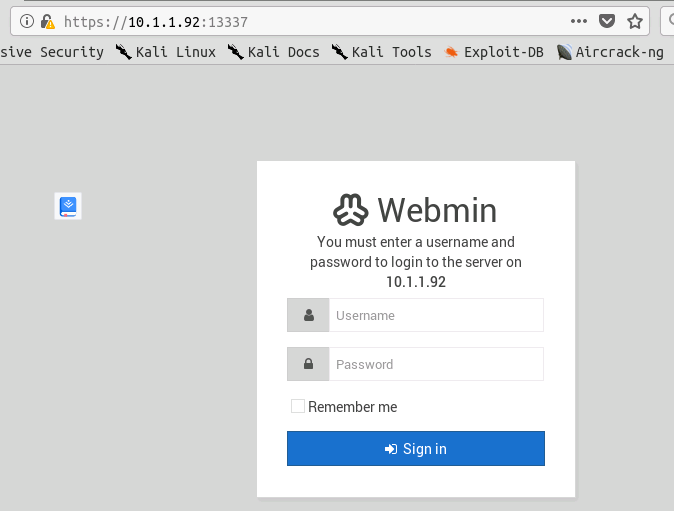 https://10.1.1.92:13337
sive Security Kali Linux Kali Docs Kali Tools Exploit-DB Aircrack-ng
Webmin
You must enter a username and
password to login to the server on
10.1.1.92
Username
Password
Remember me
Sign in